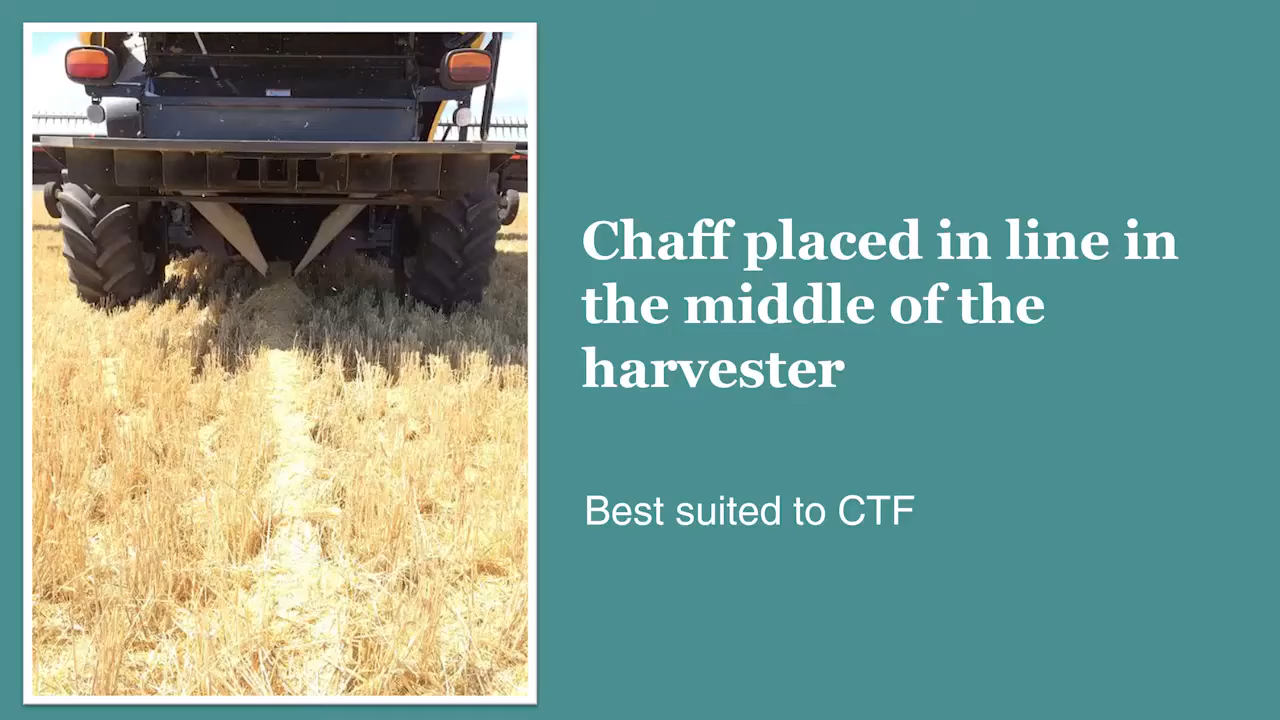 Chaff placed in line in
the middle of the
harvester
Best suited to CTF